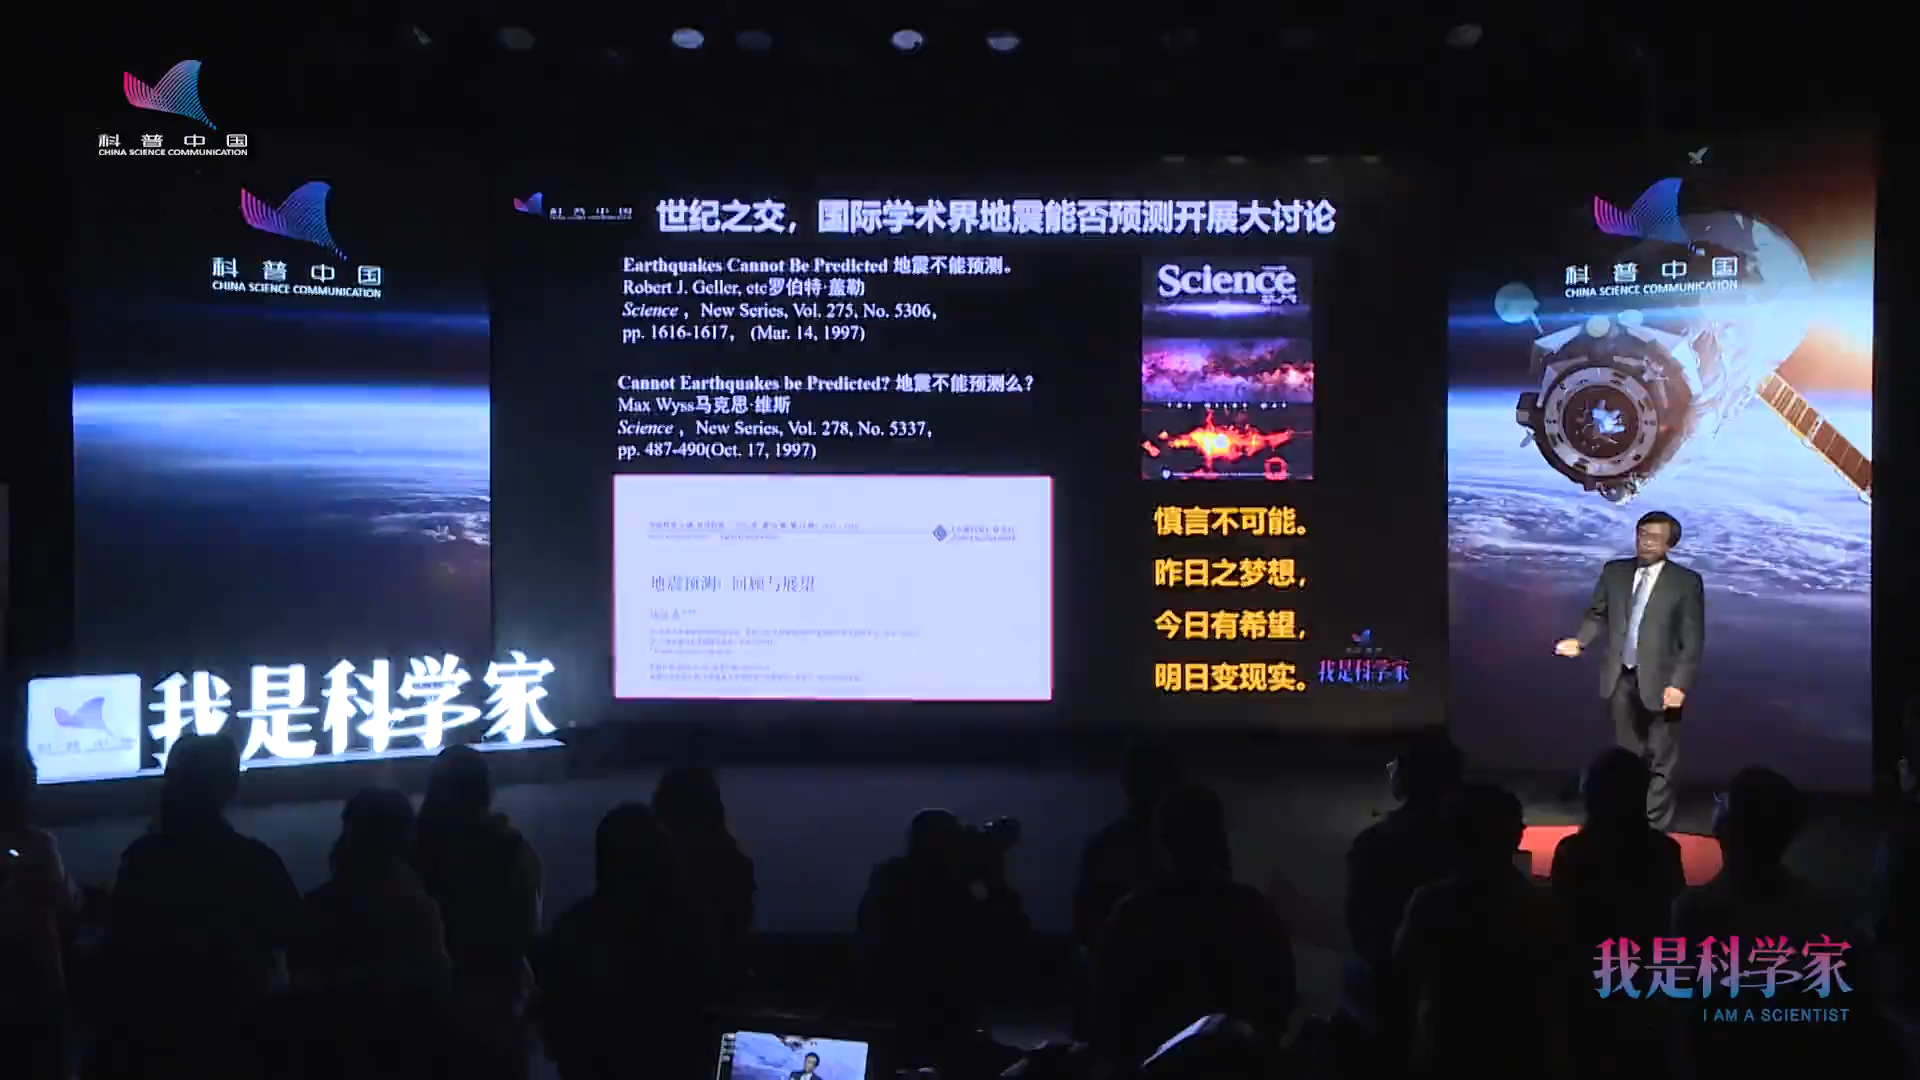 科普中国
CHINA SCIENCE COMMUNICATION
科普中国
CHINA SCIENCE COMMUNICATION
科普中国
世纪之交，国际学术界地震能否预测开展大讨论
Earthquakes Cannot Be Predicted 地震不能预测。
Robert J. Geller, etc罗伯特·盖勒
Science， New Series, Vol. 275, No. 5306,
pp. 1616-1617， (Mar. 14, 1997)
Cannot Earthquakes be Predicted? 地震不能预测么?
Max Wyss马克思·维斯
Science， New Series, Vol. 278, No. 5337,
pp. 487-490(Oct. 17, 1997)
地震预测: 回顾与展望
Science
慎言不可能。
昨日之梦想，
今日有希望，
明日变现实。
我是科学家
科普中国
CHINA SCIENCE COMMUNICATION
我是科学家
我是科学家
I AM A SCIENTIST